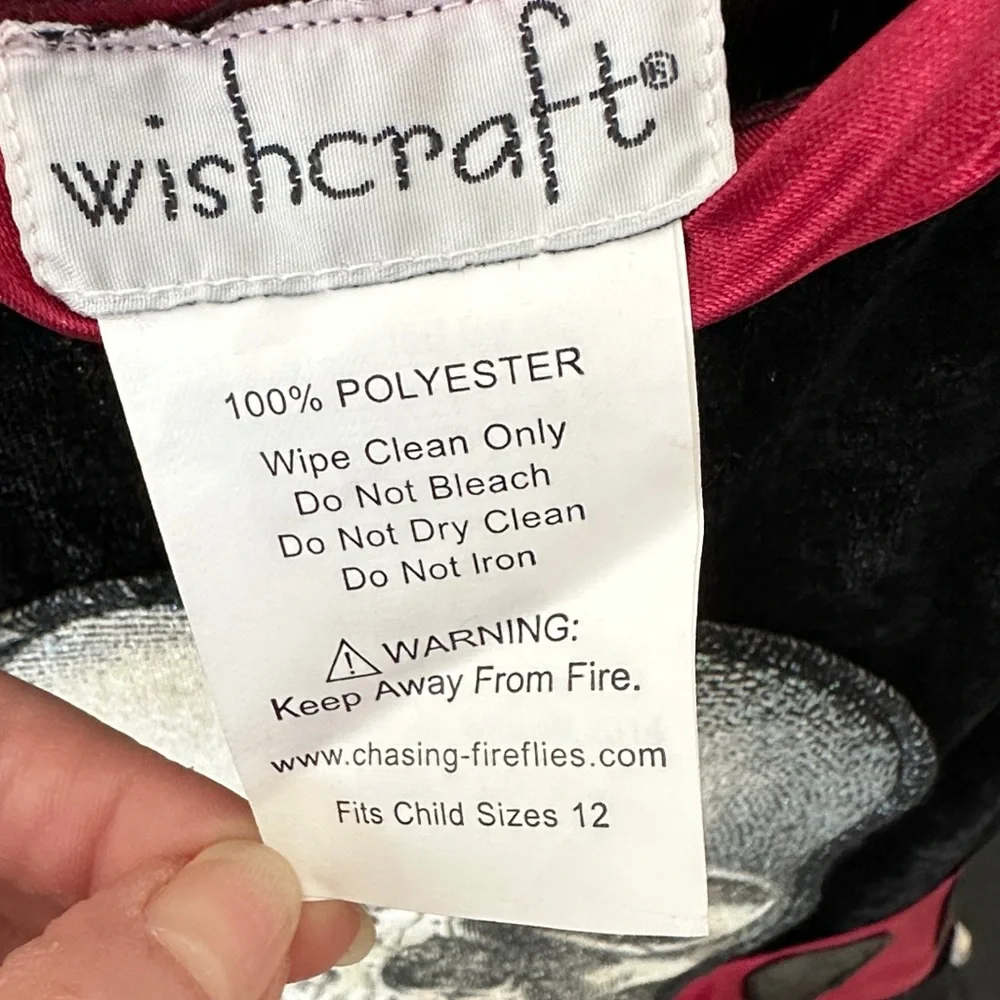 wishcraft®
100% POLYESTER
Wipe Clean Only
Do Not Bleach
Do Not Dry Clean
Do Not Iron
⚠ WARNING:
Keep Away From Fire.
www.chasing-fireflies.com
Fits Child Sizes 12